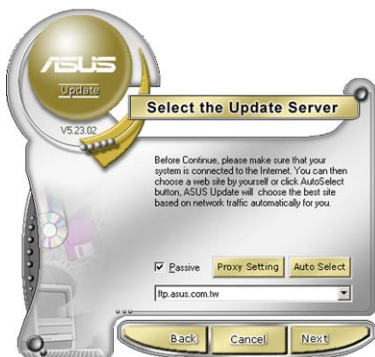 ASUS
Update
V5.23.02
Select the Update Server
Before Continue, please make sure that your
system is connected to the Internet. You can then
choose a web site by yourself or click AutoSelect
button, ASUS Update will choose the best site
based on network traffic automatically for you.
Passive
Proxy Setting
Auto Select
ftp.asus.com.tw
Back
Cancel
Next